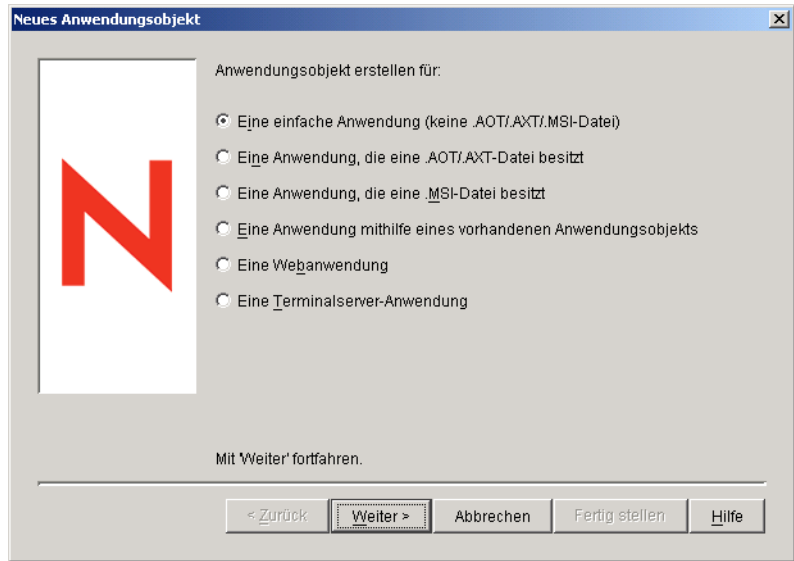 Neues Anwendungsobjekt
Anwendungsobjekt erstellen für:
Eine einfache Anwendung (keine .AOT/.AXT/.MSI-Datei)
Eine Anwendung, die eine .AOT/.AXT-Datei besitzt
Eine Anwendung, die eine .MSI-Datei besitzt
Eine Anwendung mithilfe eines vorhandenen Anwendungsobjekts
Eine Webanwendung
Eine Terminalserver-Anwendung
N
Mit 'Weiter' fortfahren.
< Zurück Weiter > Abbrechen Fertig stellen Hilfe